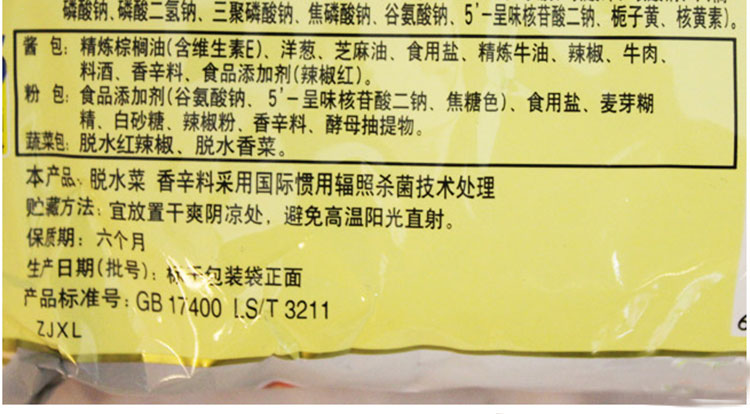 磷酸钠、磷酸二氢钠、三聚磷酸钠、焦磷酸钠、谷氨酸钠、5'-呈味核苷酸二钠、栀子黄、核黄素)。
酱 包: 精炼棕榈油(含维生素E)、洋葱、芝麻油、食用盐、精炼牛油、辣椒、牛肉、
料酒、香辛料、食品添加剂(辣椒红)。
粉 包: 食品添加剂(谷氨酸钠、5'-呈味核苷酸二钠、焦糖色)、食用盐、麦芽糊
精、白砂糖、辣椒粉、香辛料、酵母抽提物。
蔬菜包: 脱水红辣椒、脱水香菜。
本产品: 脱水菜 香辛料采用国际惯用辐照杀菌技术处理
贮藏方法: 宜放置干爽阴凉处, 避免高温阳光直射。
保质期: 六个月
生产日期(批号): 标于包装袋正面
产品标准号: GB 17400 LS/T 3211
ZJXL